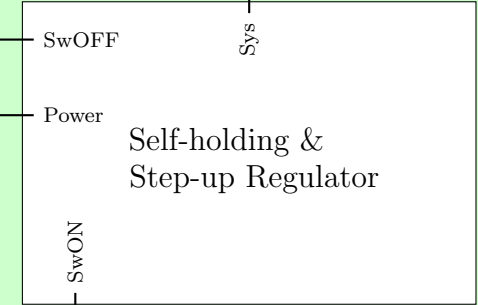 Sys
SwOFF
Power
Self-holding &
Step-up Regulator
SwON